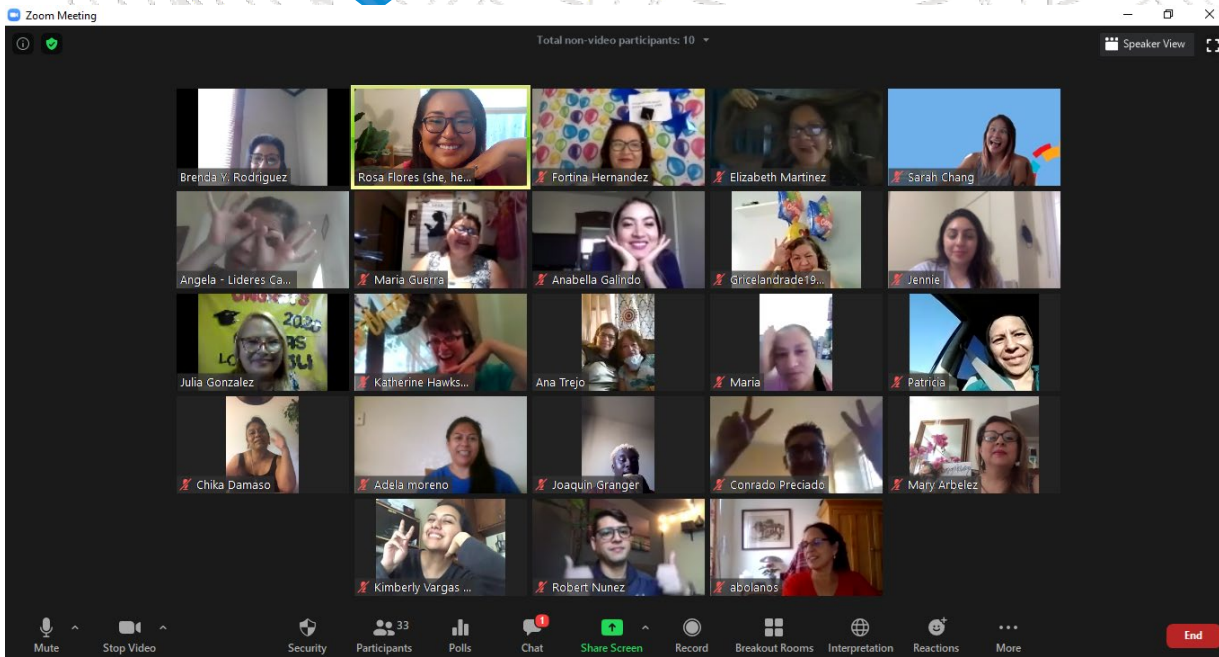 Zoom Meeting
Total non-video participants: 10
Speaker View
Brenda Y. Rodriguez
Rosa Flores (she, he...
Fortina Hernandez
Elizabeth Martinez
Sarah Chang
Angela - Lideres Ca...
Maria Guerra
Anabella Galindo
Gricelandrade19...
Jennie
2020
Julia Gonzalez
Katherine Hawks...
Ana Trejo
Maria
Patricia
Chika Damaso
Adela moreno
Joaquin Granger
Conrado Preciado
Mary Arbelez
Kimberly Vargas ...
Robert Nunez
abolanos
Mute
Stop Video
Security
Participants
33
Polls
Chat
1
Share Screen
Record
Breakout Rooms
Interpretation
Reactions
More
End